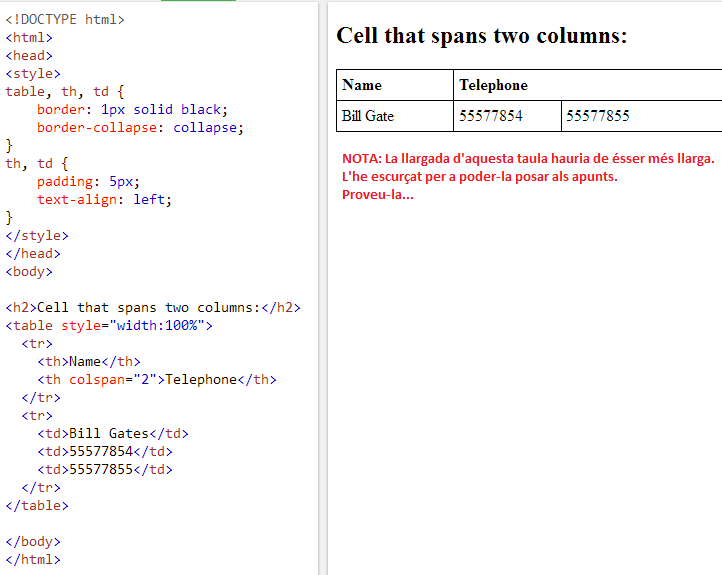 <!DOCTYPE html>
<html>
<head>
<style>
table, th, td {
    border: 1px solid black;
    border-collapse: collapse;
}
th, td {
    padding: 5px;
    text-align: left;
}
</style>
</head>
<body>

<h2>Cell that spans two columns:</h2>
<table style="width:100%">
  <tr>
    <th>Name</th>
    <th colspan="2">Telephone</th>
  </tr>
  <tr>
    <td>Bill Gates</td>
    <td>55577854</td>
    <td>55577855</td>
  </tr>
</table>

</body>
</html>
Cell that spans two columns:
Name Telephone
Bill Gate 55577854 55577855
NOTA: La llargada d'aquesta taula hauria de ésser més llarga.
L'he escurçat per a poder-la posar als apunts.
Proveu-la...